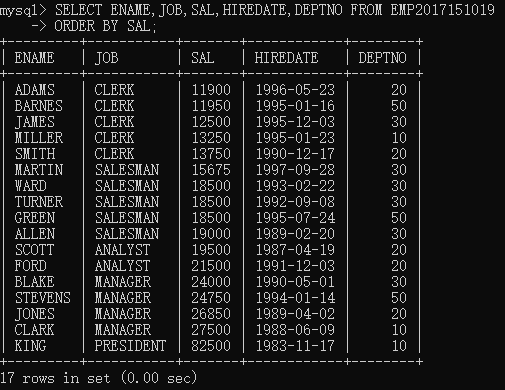 mysql> SELECT ENAME,JOB,SAL,HIREDATE,DEPTNO FROM EMP2017151019
    -> ORDER BY SAL;
+---------+-----------+-------+------------+--------+
| ENAME   | JOB       | SAL   | HIREDATE   | DEPTNO |
+---------+-----------+-------+------------+--------+
| ADAMS   | CLERK     | 11900 | 1996-05-23 |     20 |
| BARNES  | CLERK     | 11950 | 1995-01-16 |     50 |
| JAMES   | CLERK     | 12500 | 1995-12-03 |     30 |
| MILLER  | CLERK     | 13250 | 1995-01-23 |     10 |
| SMITH   | CLERK     | 13750 | 1990-12-17 |     20 |
| MARTIN  | SALESMAN  | 15675 | 1997-09-28 |     30 |
| WARD    | SALESMAN  | 18500 | 1993-02-22 |     30 |
| TURNER  | SALESMAN  | 18500 | 1992-09-08 |     30 |
| GREEN   | SALESMAN  | 18500 | 1995-07-24 |     50 |
| ALLEN   | SALESMAN  | 19000 | 1989-02-20 |     30 |
| SCOTT   | ANALYST   | 19500 | 1987-04-19 |     20 |
| FORD    | ANALYST   | 21500 | 1991-12-03 |     20 |
| BLAKE   | MANAGER   | 24000 | 1990-05-01 |     30 |
| STEVENS | MANAGER   | 24750 | 1994-01-14 |     50 |
| JONES   | MANAGER   | 26850 | 1989-04-02 |     20 |
| CLARK   | MANAGER   | 27500 | 1988-06-09 |     10 |
| KING    | PRESIDENT | 82500 | 1983-11-17 |     10 |
+---------+-----------+-------+------------+--------+
17 rows in set (0.00 sec)